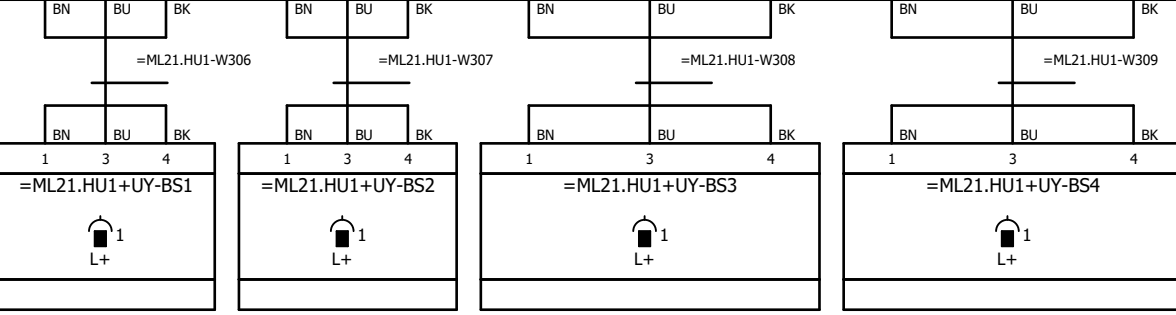 BN BU BK BN BU BK BN BU BK BN BU BK
=ML21.HU1-W306 =ML21.HU1-W307 =ML21.HU1-W308 =ML21.HU1-W309
BN BU BK BN BU BK BN BU BK BN BU BK
1 3 4 1 3 4 1 3 4 1 3 4
=ML21.HU1+UY-BS1 =ML21.HU1+UY-BS2 =ML21.HU1+UY-BS3 =ML21.HU1+UY-BS4
1 1 1 1
L+ L+ L+ L+